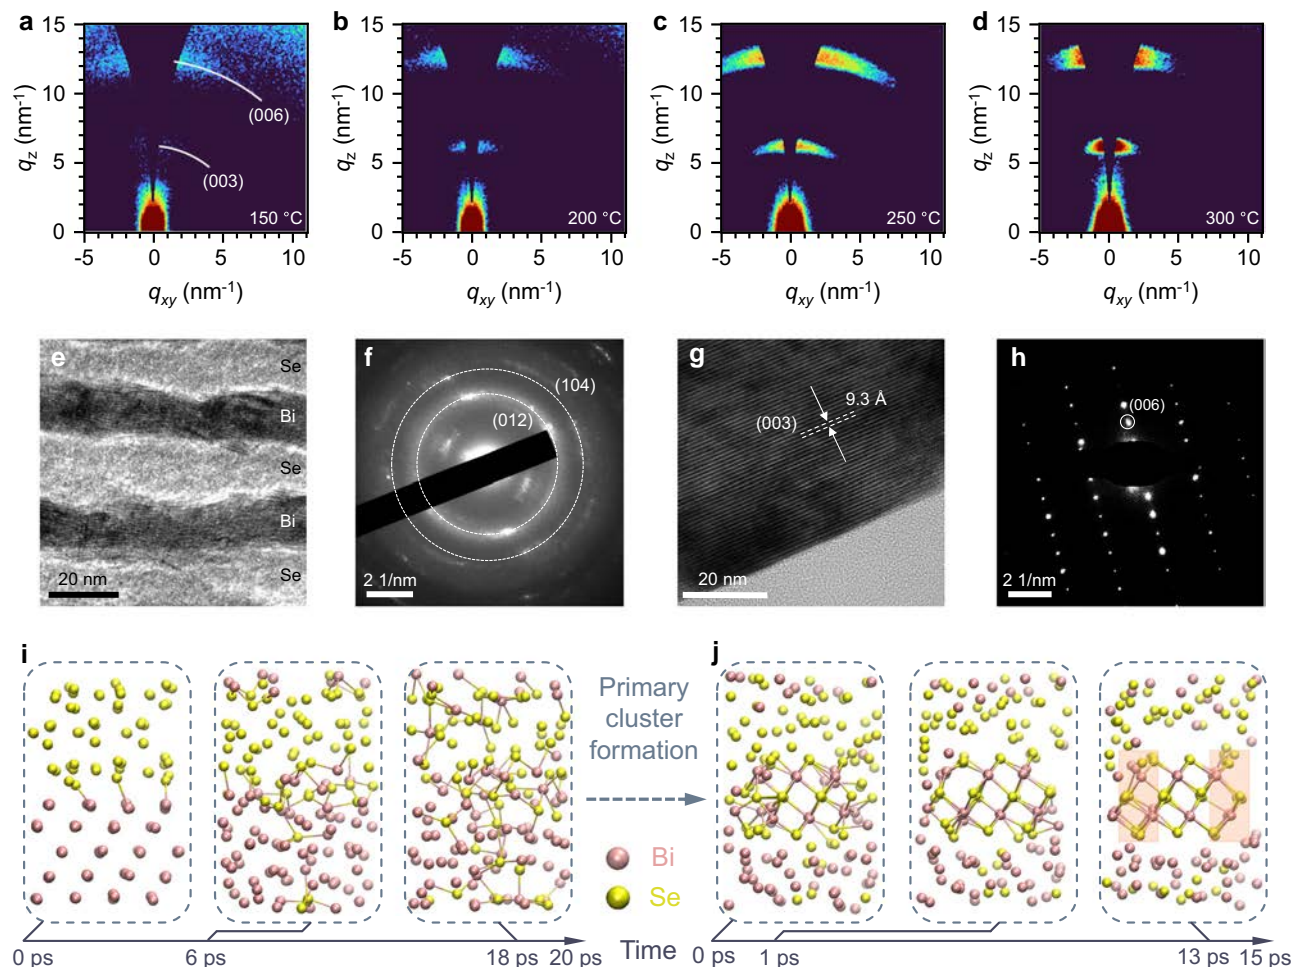 a
15
10
5
0
-5
0
5
10
qz (nm-1)
qxy (nm-1)
(006)
(003)
150 °C
b
15
10
5
0
-5
0
5
10
qz (nm-1)
qxy (nm-1)
200 °C
c
15
10
5
0
-5
0
5
10
qz (nm-1)
qxy (nm-1)
250 °C
d
15
10
5
0
-5
0
5
10
qz (nm-1)
qxy (nm-1)
300 °C
e
Se
Bi
Se
Bi
Se
20 nm
f
(104)
(012)
2 1/nm
g
9.3 Å
(003)
20 nm
h
(006)
2 1/nm
i
Primary
cluster
formation
Bi
Se
0 ps
6 ps
18 ps
20 ps
Time
j
0 ps
1 ps
13 ps
15 ps